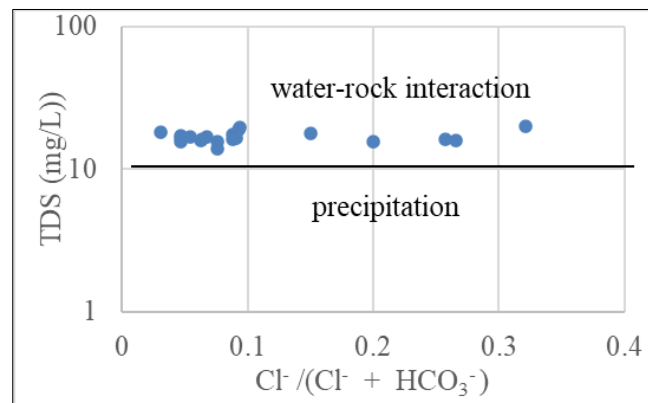 100
water-rock interaction
TDS (mg/L))
10
precipitation
1
0 0.1 0.2 0.3 0.4
Cl⁻ /(Cl⁻ + HCO₃⁻)